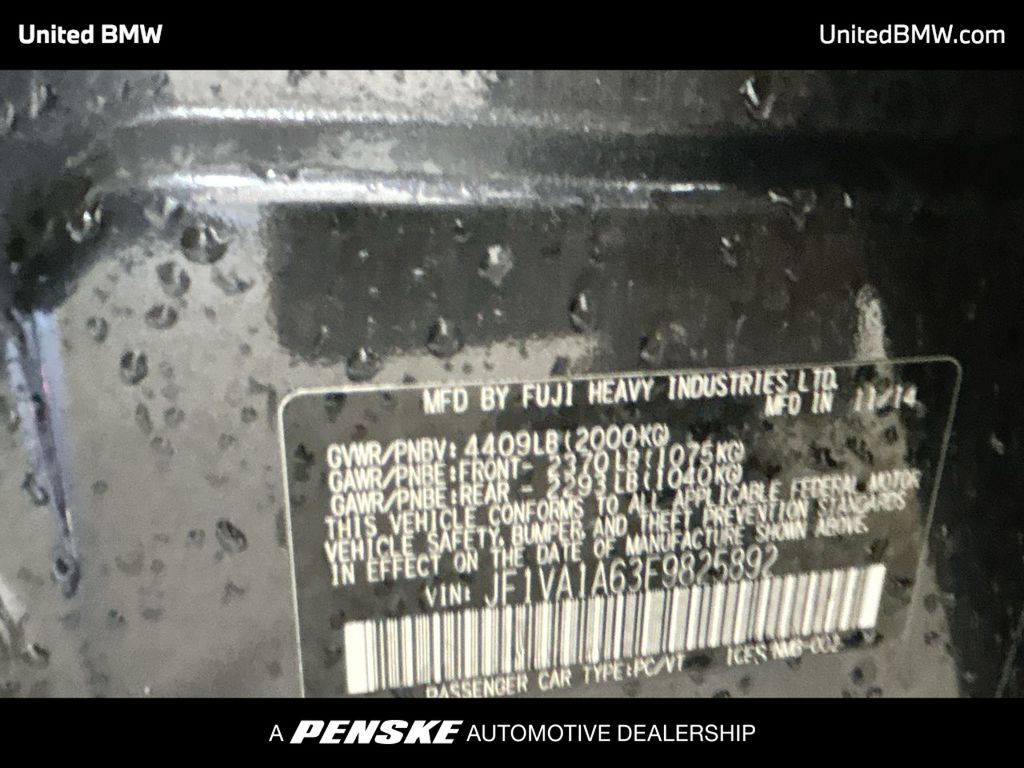 United BMW
UnitedBMW.com
MFD BY FUJI HEAVY INDUSTRIES LTD.
MFD IN 11/14
GVWR/PNBV: 4409LB(2000KG)
GAWR/PNBE:FRONT- 2370LB(1075KG)
GAWR/PNBE:REAR - 2293LB(1040KG)
THIS VEHICLE CONFORMS TO ALL APPLICABLE FEDERAL MOTOR
VEHICLE SAFETY, BUMPER, AND THEFT PREVENTION STANDARDS
IN EFFECT ON THE DATE OF MANUFACTURE SHOWN ABOVE.
VIN: JF1VA1A63F9825892
PASSENGER CAR TYPE:PC/VT ICES NMB-002
A PENSKE AUTOMOTIVE DEALERSHIP